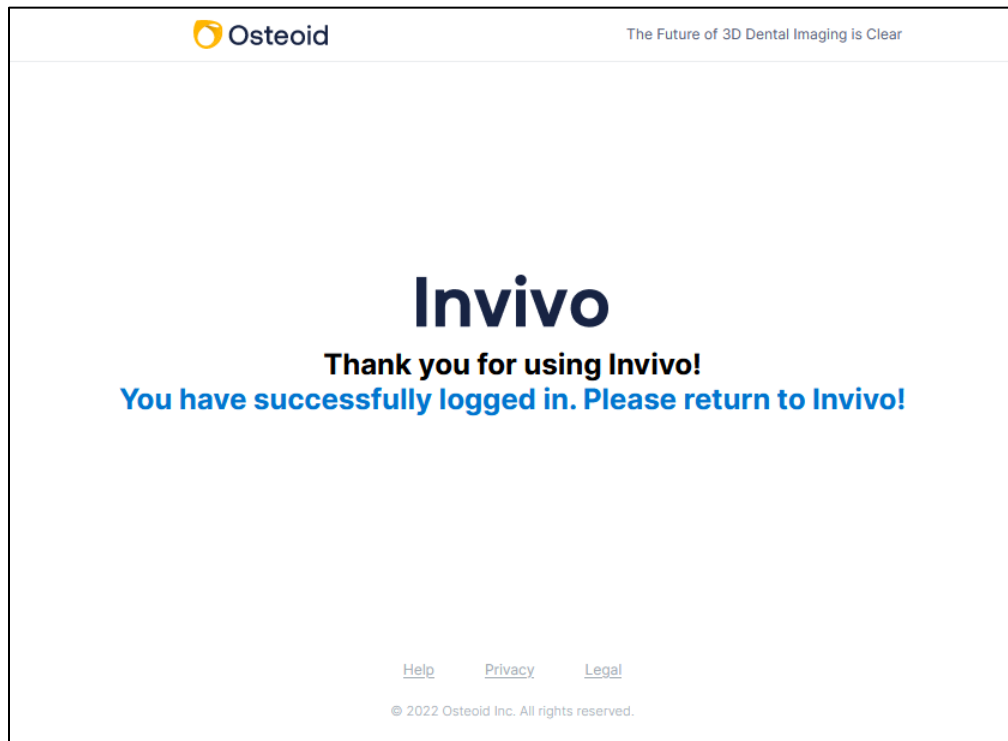 Osteoid
The Future of 3D Dental Imaging is Clear
Invivo
Thank you for using Invivo!
You have successfully logged in. Please return to Invivo!
Help Privacy Legal
© 2022 Osteoid Inc. All rights reserved.